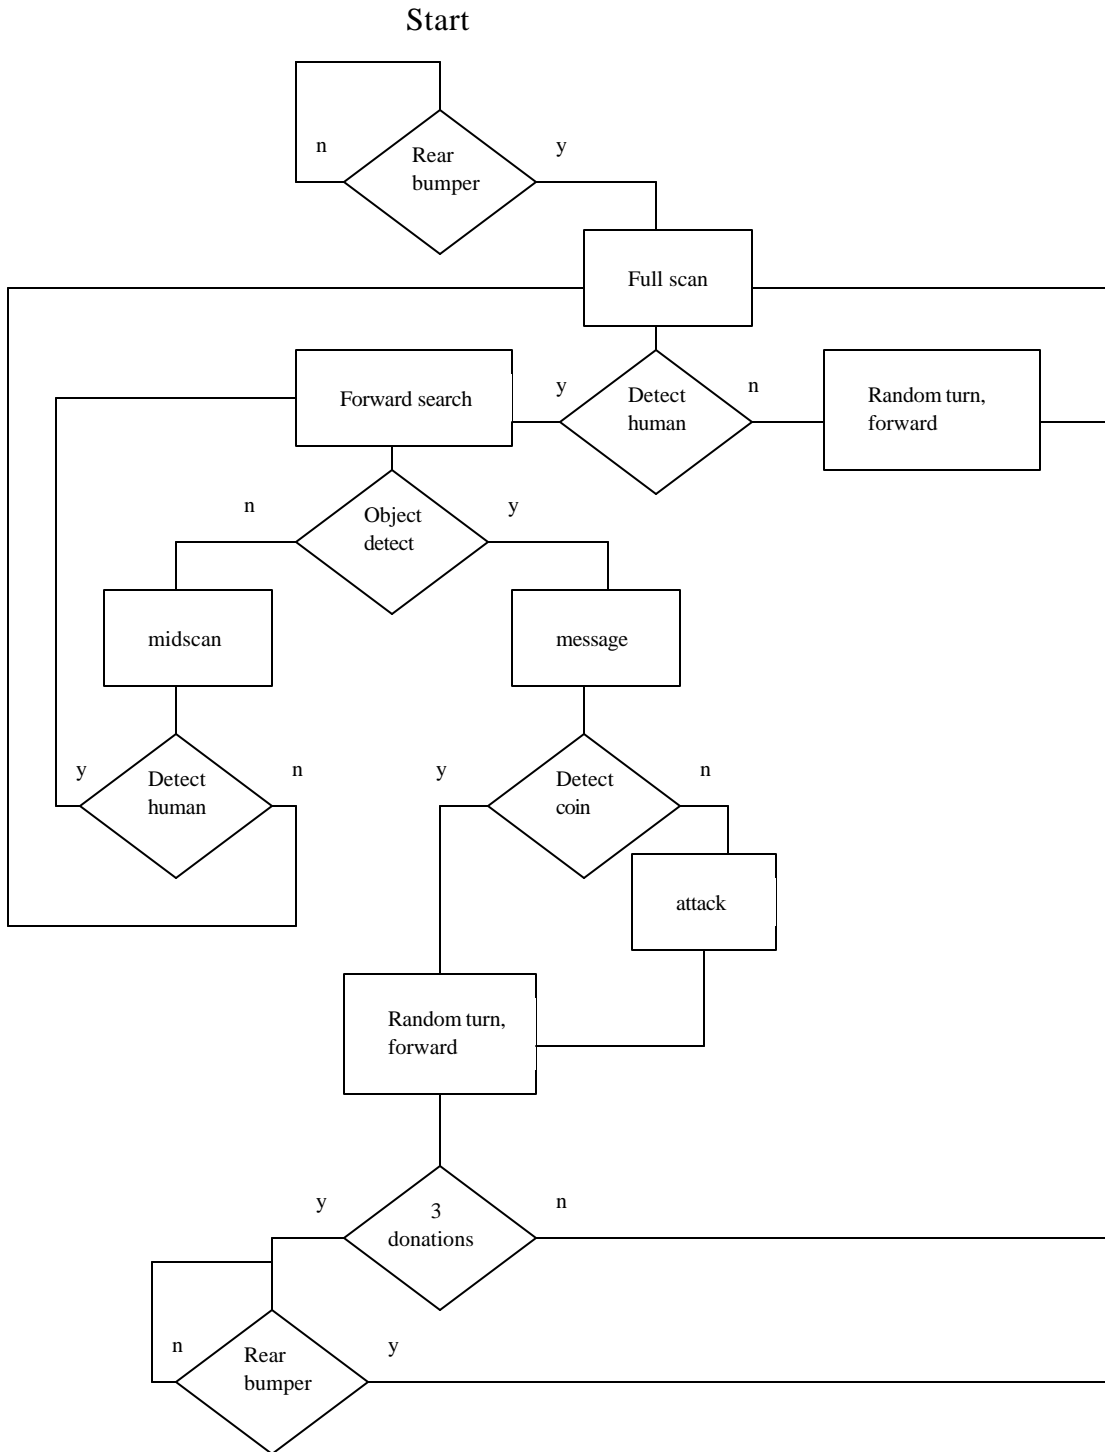 Start
n
y
Rear
bumper
Full scan
Forward search
y
Detect
human
n
Random turn,
forward
n
Object
detect
y
midscan
message
y
Detect
human
n
y
Detect
coin
n
attack
Random turn,
forward
y
3
donations
n
n
Rear
bumper
y